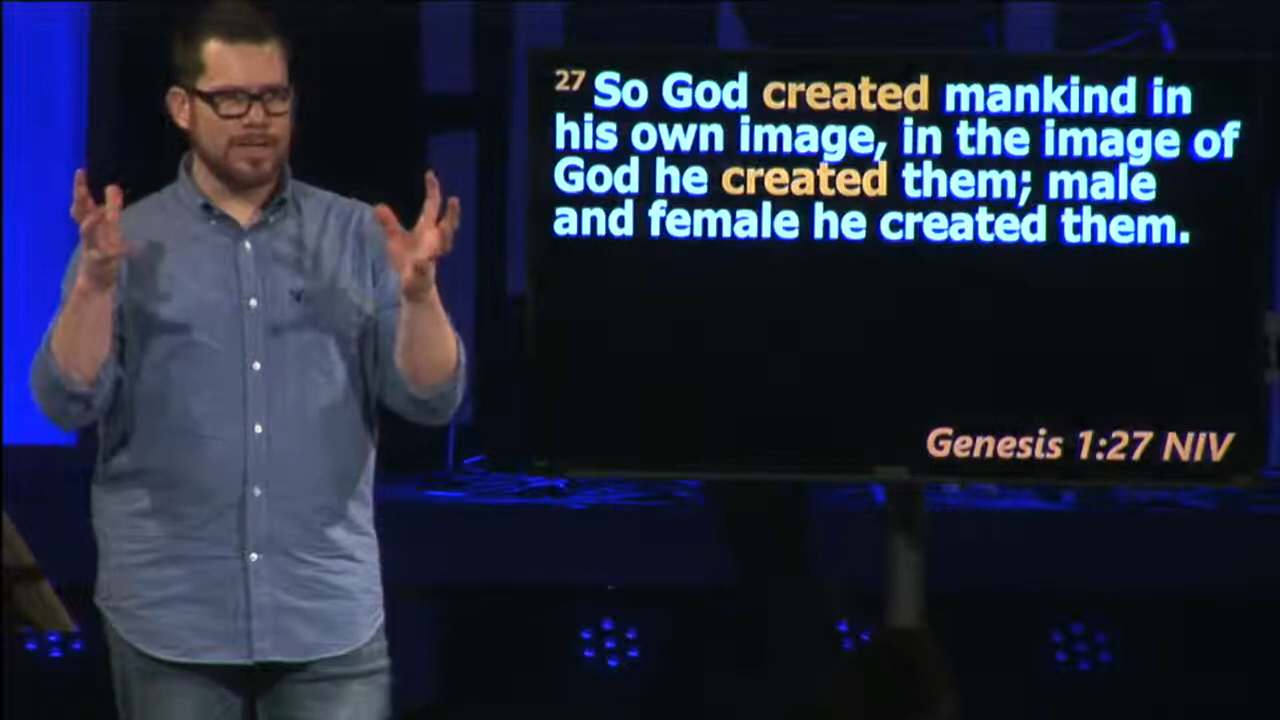 27 So God created mankind in
his own image, in the image of
God he created them; male
and female he created them.
Genesis 1:27 NIV